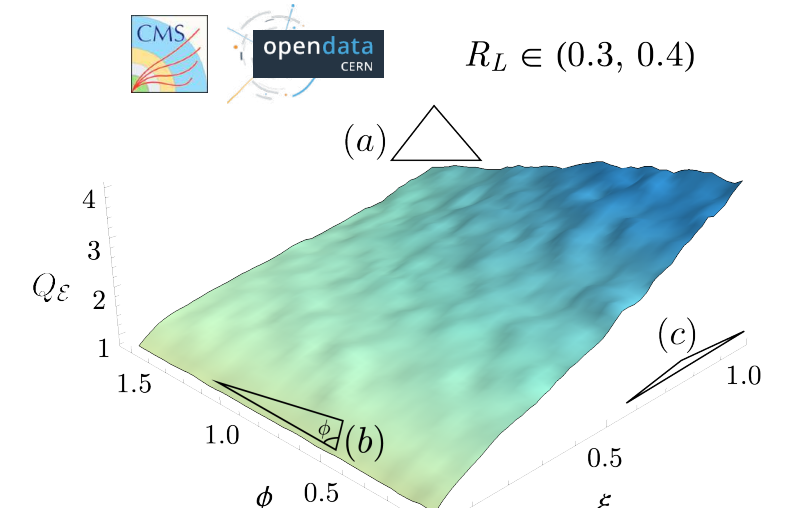 CMS
opendata
CERN
R_L ∈ (0.3, 0.4)
(a)
4
3
Q_ℰ
2
1
(c)
1.5
1.0
1.0
ϕ
(b)
0.5
0.5
ϕ
ξ